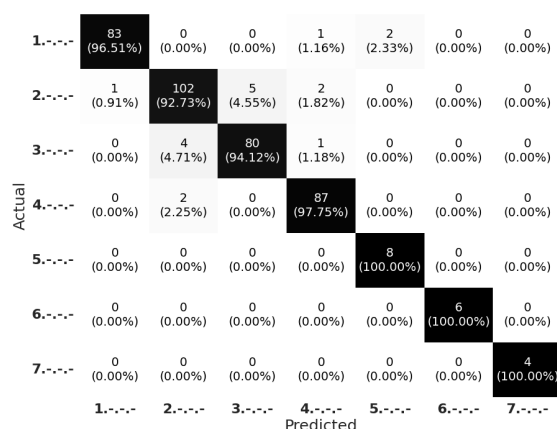 83 0 0 1 2 0 0
1.-.-.- (96.51%) (0.00%) (0.00%) (1.16%) (2.33%) (0.00%) (0.00%)
1 102 5 2 0 0 0
2.-.-.- (0.91%) (92.73%) (4.55%) (1.82%) (0.00%) (0.00%) (0.00%)
0 4 80 1 0 0 0
3.-.-.- (0.00%) (4.71%) (94.12%) (1.18%) (0.00%) (0.00%) (0.00%)
Actual
0 2 0 87 0 0 0
4.-.-.- (0.00%) (2.25%) (0.00%) (97.75%) (0.00%) (0.00%) (0.00%)
0 0 0 0 8 0 0
5.-.-.- (0.00%) (0.00%) (0.00%) (0.00%) (100.00%) (0.00%) (0.00%)
0 0 0 0 0 6 0
6.-.-.- (0.00%) (0.00%) (0.00%) (0.00%) (0.00%) (100.00%) (0.00%)
0 0 0 0 0 0 4
7.-.-.- (0.00%) (0.00%) (0.00%) (0.00%) (0.00%) (0.00%) (100.00%)
1.-.-.- 2.-.-.- 3.-.-.- 4.-.-.- 5.-.-.- 6.-.-.- 7.-.-.-
Predicted